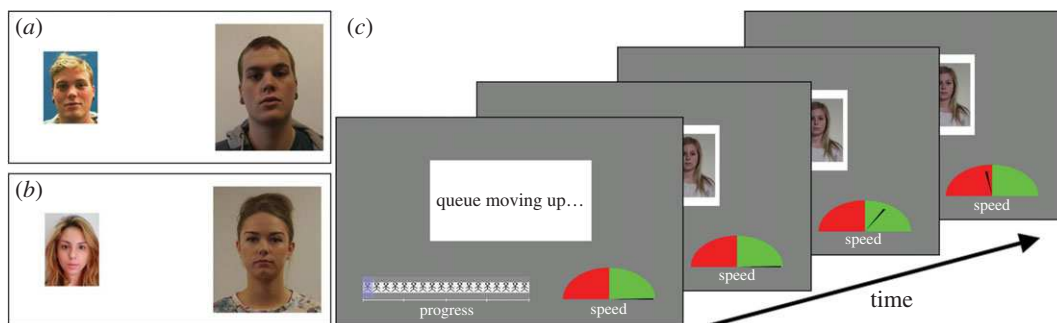 (a)
(b)
(c)
queue moving up...
progress
speed
speed
speed
speed
time